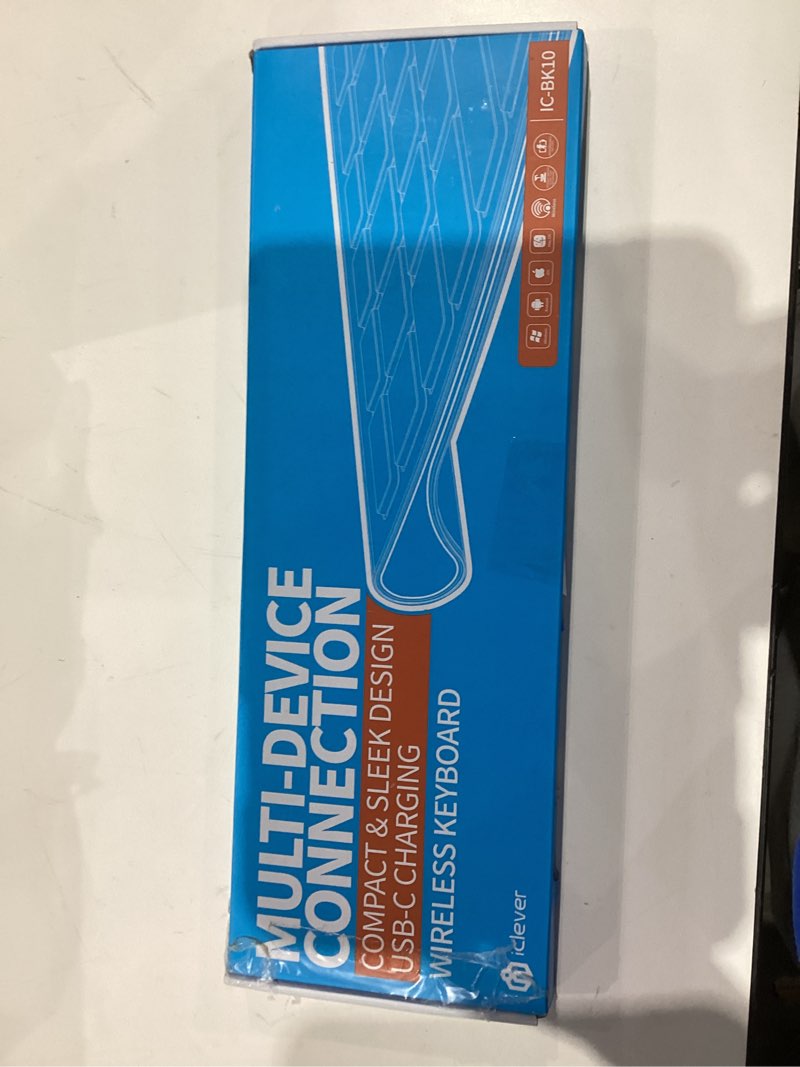 MULTI-DEVICE
CONNECTION
COMPACT & SLEEK DESIGN
USB-C CHARGING
WIRELESS KEYBOARD
iclever
IC-BK10